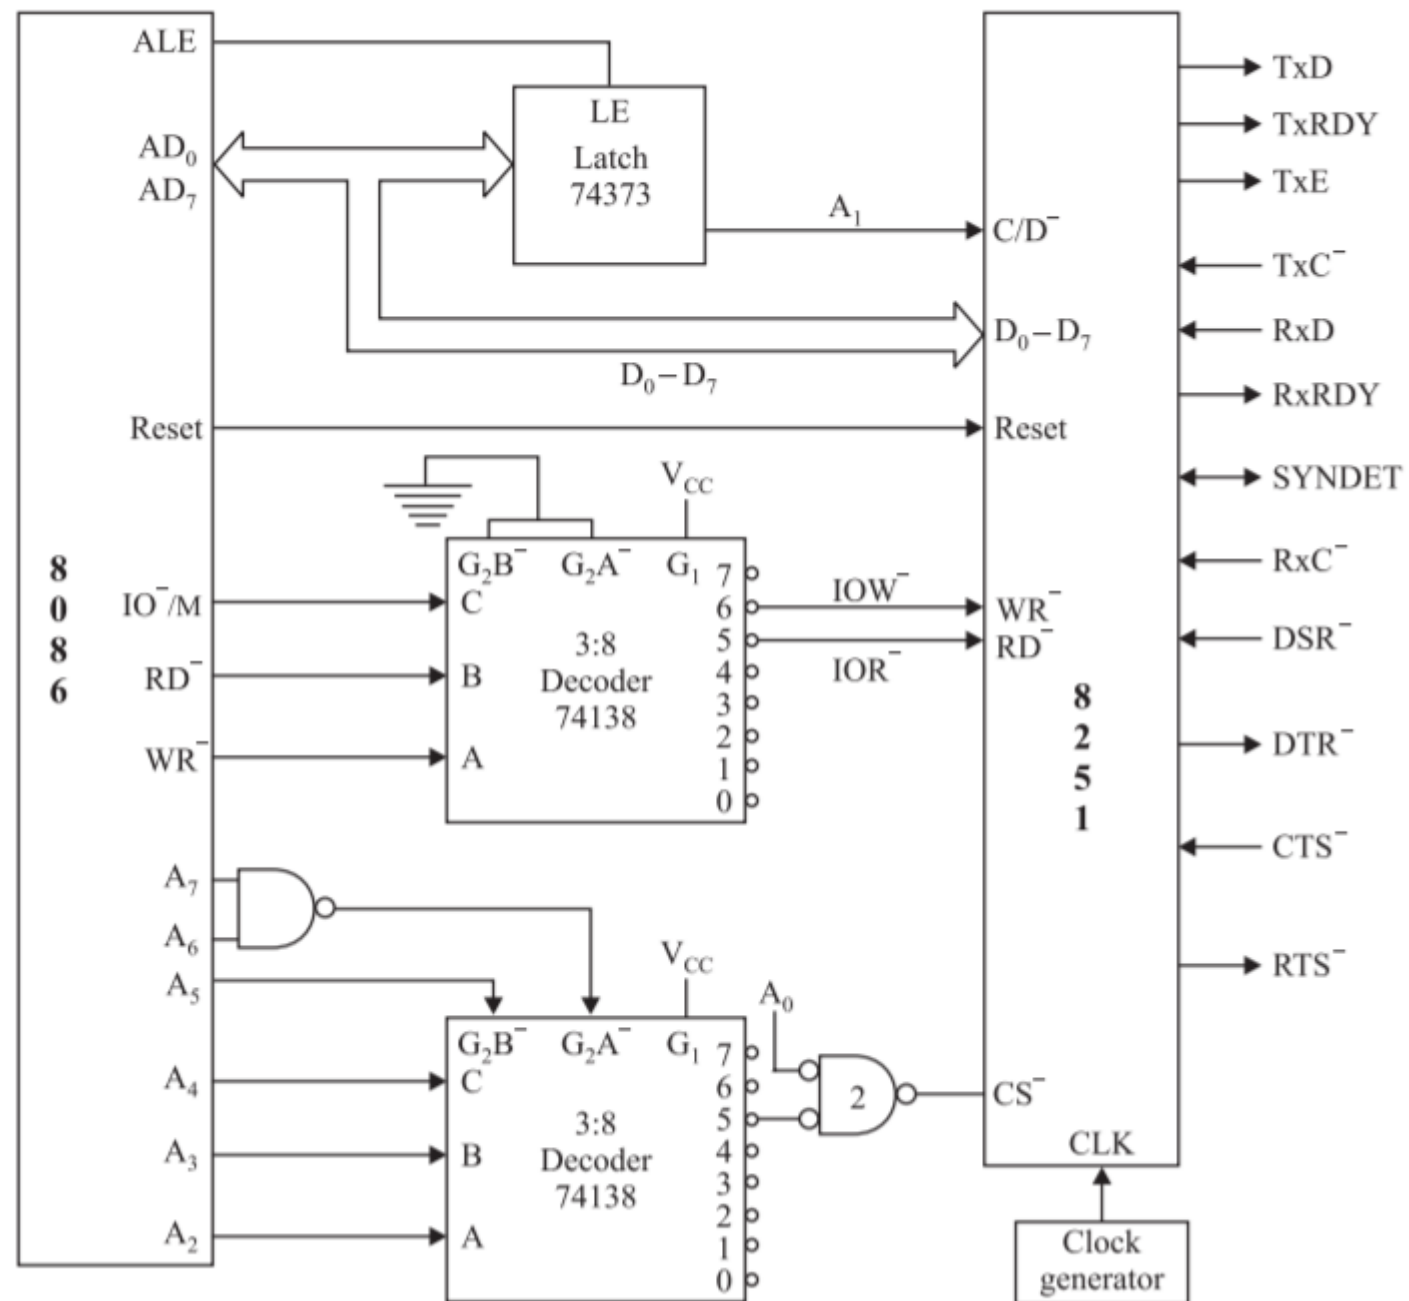 ALE
AD₀
AD₇
Reset
8
0
8
6
IO⁻/M
RD⁻
WR⁻
A₇
A₆
A₅
A₄
A₃
A₂
LE
Latch
74373
A₁
D₀–D₇
V_CC
G₂B⁻ G₂A⁻ G₁
C
B
A
3:8
Decoder
74138
7
6
5
4
3
2
1
0
IOW⁻
IOR⁻
V_CC
G₂B⁻ G₂A⁻ G₁
C
B
A
3:8
Decoder
74138
7
6
5
4
3
2
1
0
A₀
2
C/D⁻
D₀–D₇
Reset
WR⁻
RD⁻
8
2
5
1
CS⁻
CLK
Clock
generator
TxD
TxRDY
TxE
TxC⁻
RxD
RxRDY
SYNDET
RxC⁻
DSR⁻
DTR⁻
CTS⁻
RTS⁻